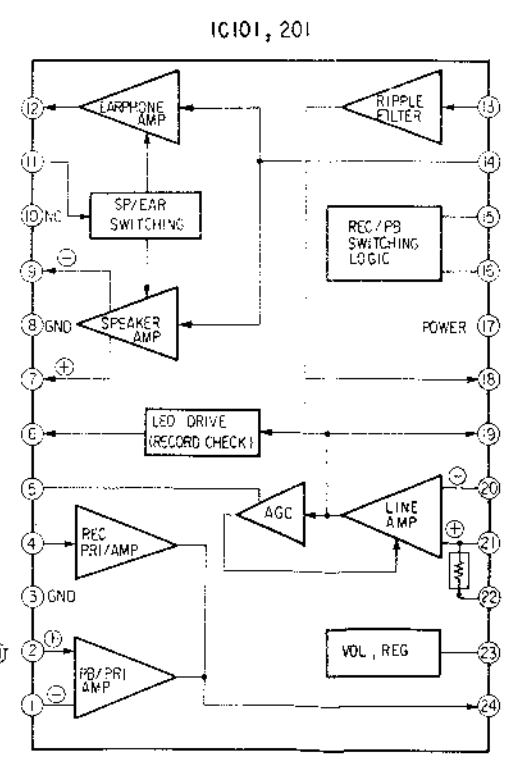 IC101, 201
12
EARPHONE
AMP
RIPPLE
FILTER
13
11
14
10 NC
SP/EAR
SWITCHING
REC/PB
SWITCHING
LOGIC
15
16
9
⊖
8 GND
SPEAKER
AMP
POWER 17
7
⊕
18
6
LED DRIVE
(RECORD CHECK)
19
5
AGC
LINE
AMP
⊖
20
4
REC
PRI/AMP
⊕
21
3 GND
22
2
⊕
PB/PRI
AMP
VOL, REG
23
1
⊖
24